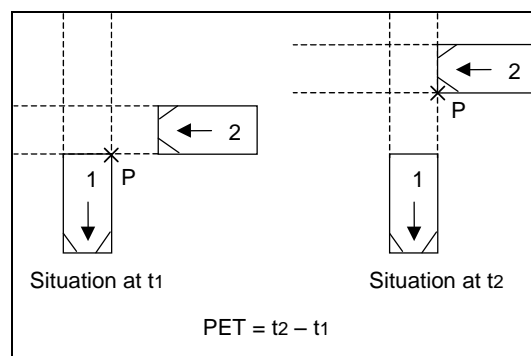 2
P
1
Situation at t1
2
P
1
Situation at t2
PET = t2 – t1